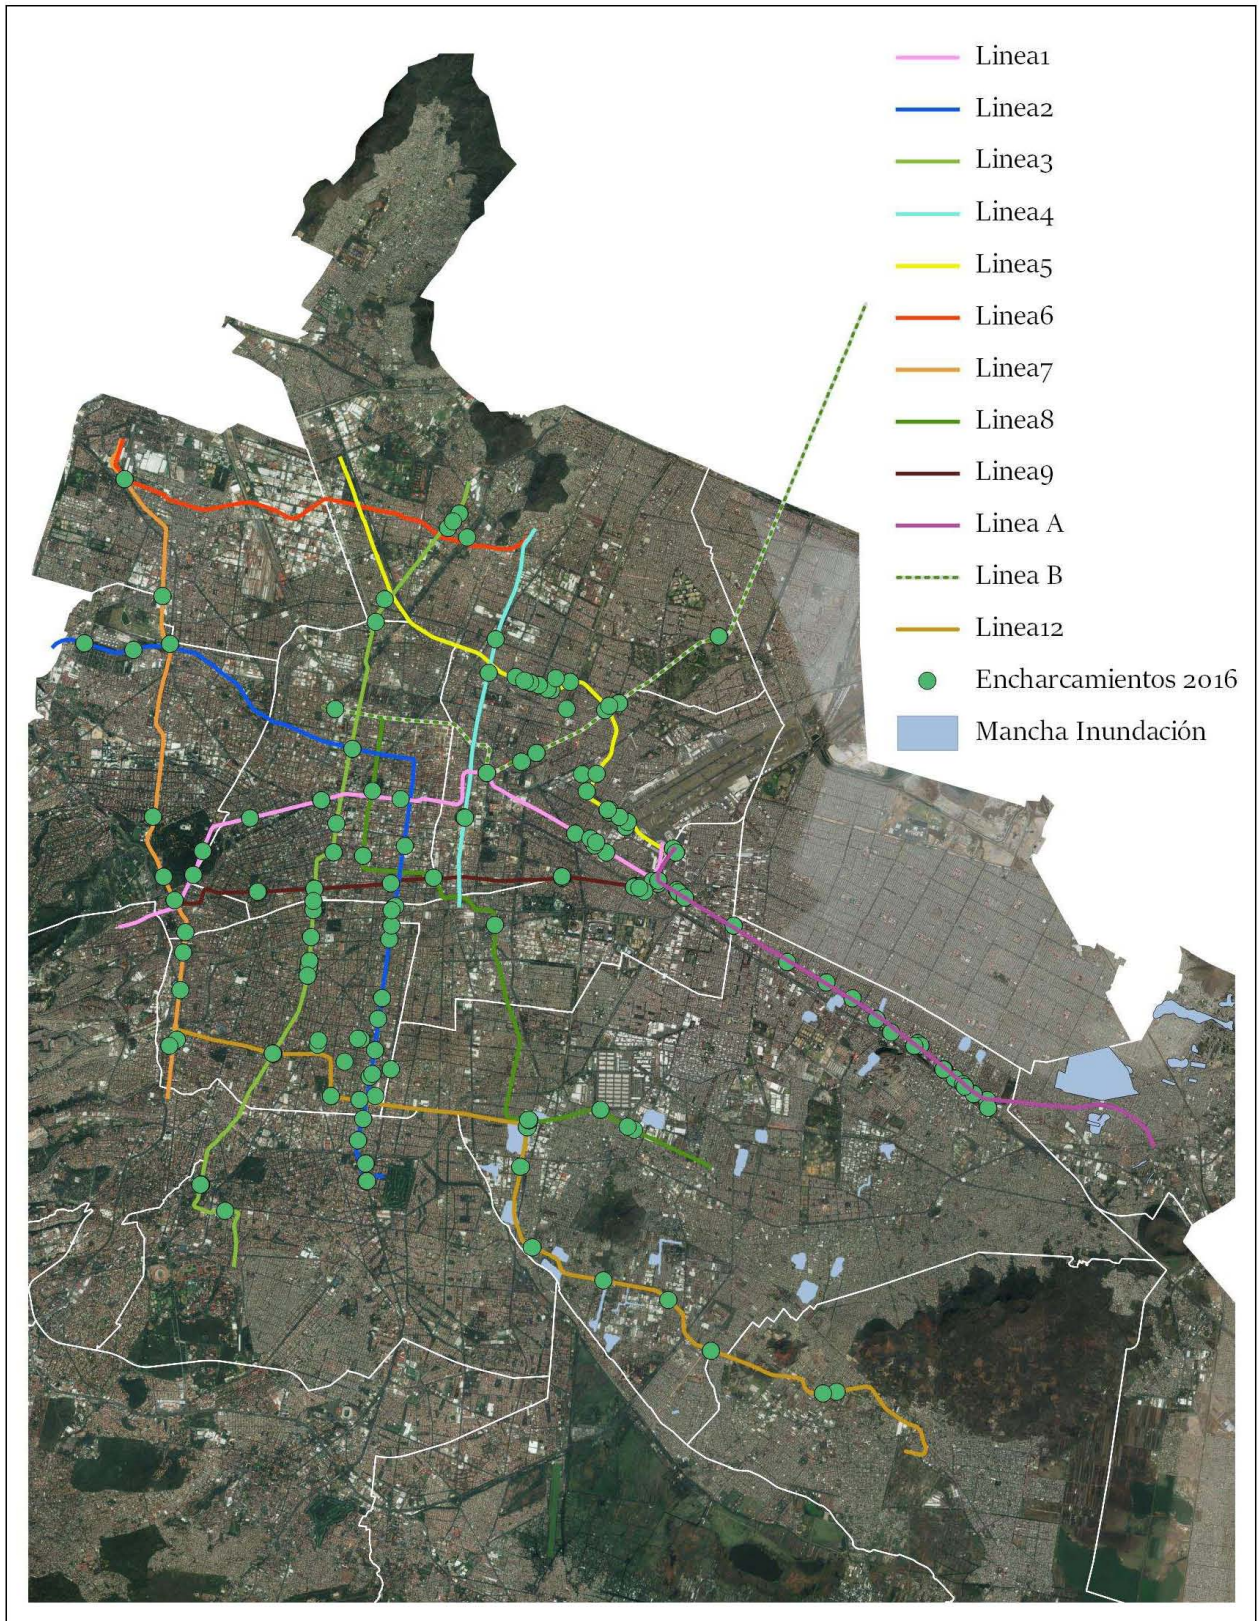 Linea1
Linea2
Linea3
Linea4
Linea5
Linea6
Linea7
Linea8
Linea9
Linea A
Linea B
Linea12
Encharcamientos 2016
Mancha Inundación